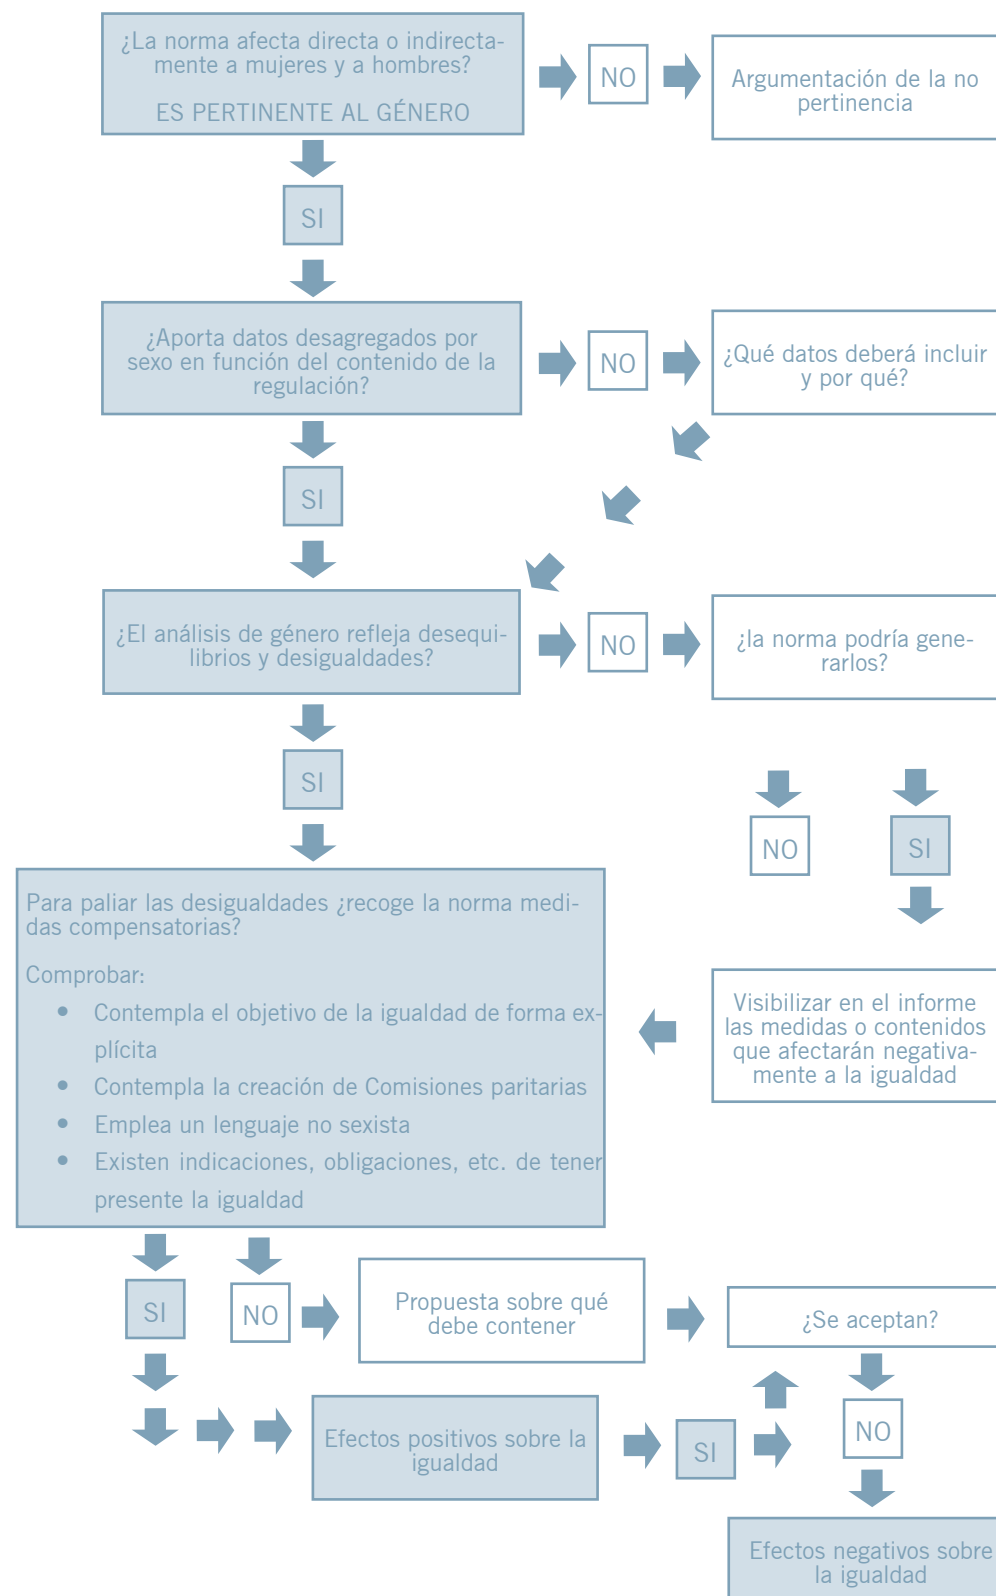 ¿La norma afecta directa o indirecta-
mente a mujeres y a hombres?
ES PERTINENTE AL GÉNERO
NO
Argumentación de la no
pertinencia
SI
¿Aporta datos desagregados por
sexo en función del contenido de la
regulación?
NO
¿Qué datos deberá incluir
y por qué?
SI
¿El análisis de género refleja desequi-
librios y desigualdades?
NO
¿la norma podría gene-
rarlos?
SI
NO
SI
Para paliar las desigualdades ¿recoge la norma medi-
das compensatorias?
Comprobar:
• Contempla el objetivo de la igualdad de forma ex-
plícita
• Contempla la creación de Comisiones paritarias
• Emplea un lenguaje no sexista
• Existen indicaciones, obligaciones, etc. de tener
presente la igualdad
Visibilizar en el informe
las medidas o contenidos
que afectarán negativa-
mente a la igualdad
SI
NO
Propuesta sobre qué
debe contener
¿Se aceptan?
Efectos positivos sobre la
igualdad
SI
NO
Efectos negativos sobre
la igualdad